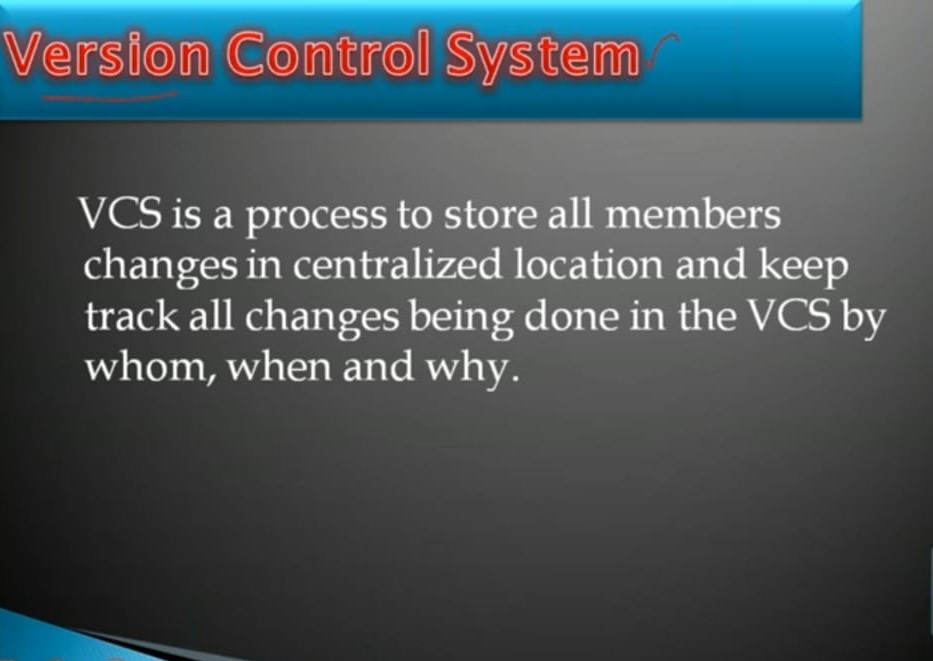 Version Control System
VCS is a process to store all members
changes in centralized location and keep
track all changes being done in the VCS by
whom, when and why.